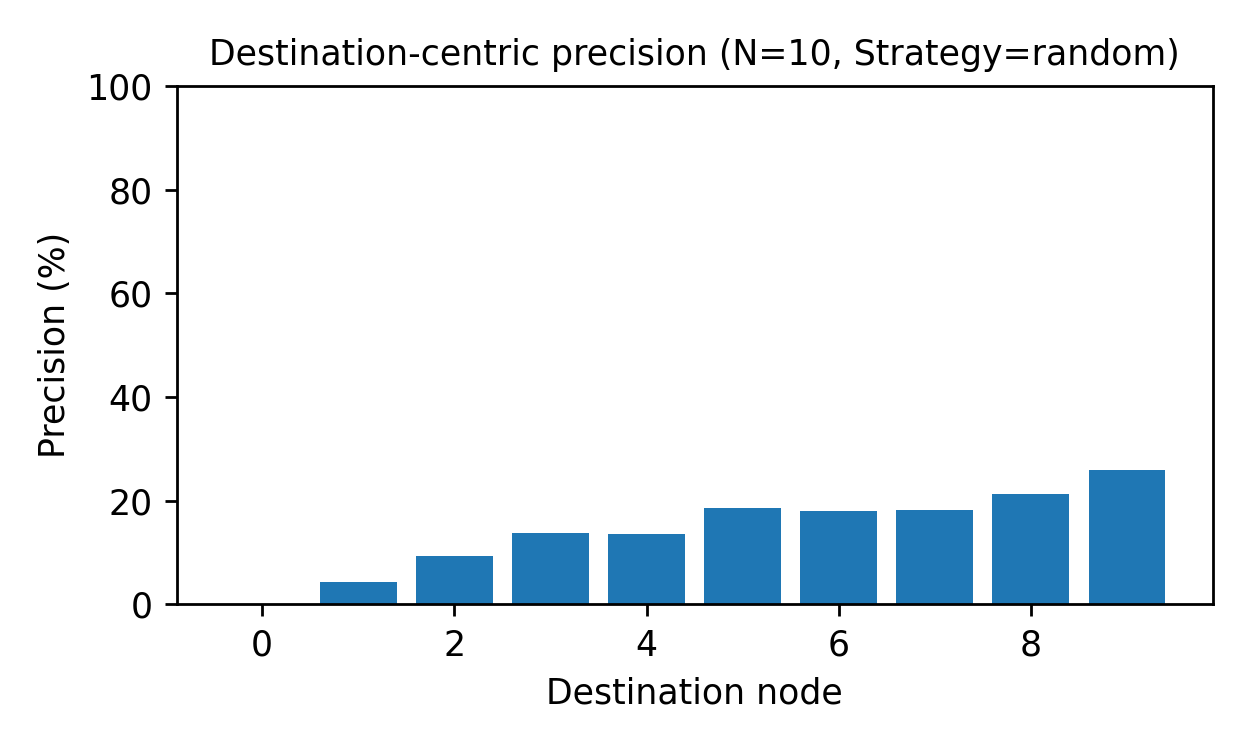 Destination-centric precision (N=10, Strategy=random)
100
80
60
40
20
0
Precision (%)
0 2 4 6 8
Destination node